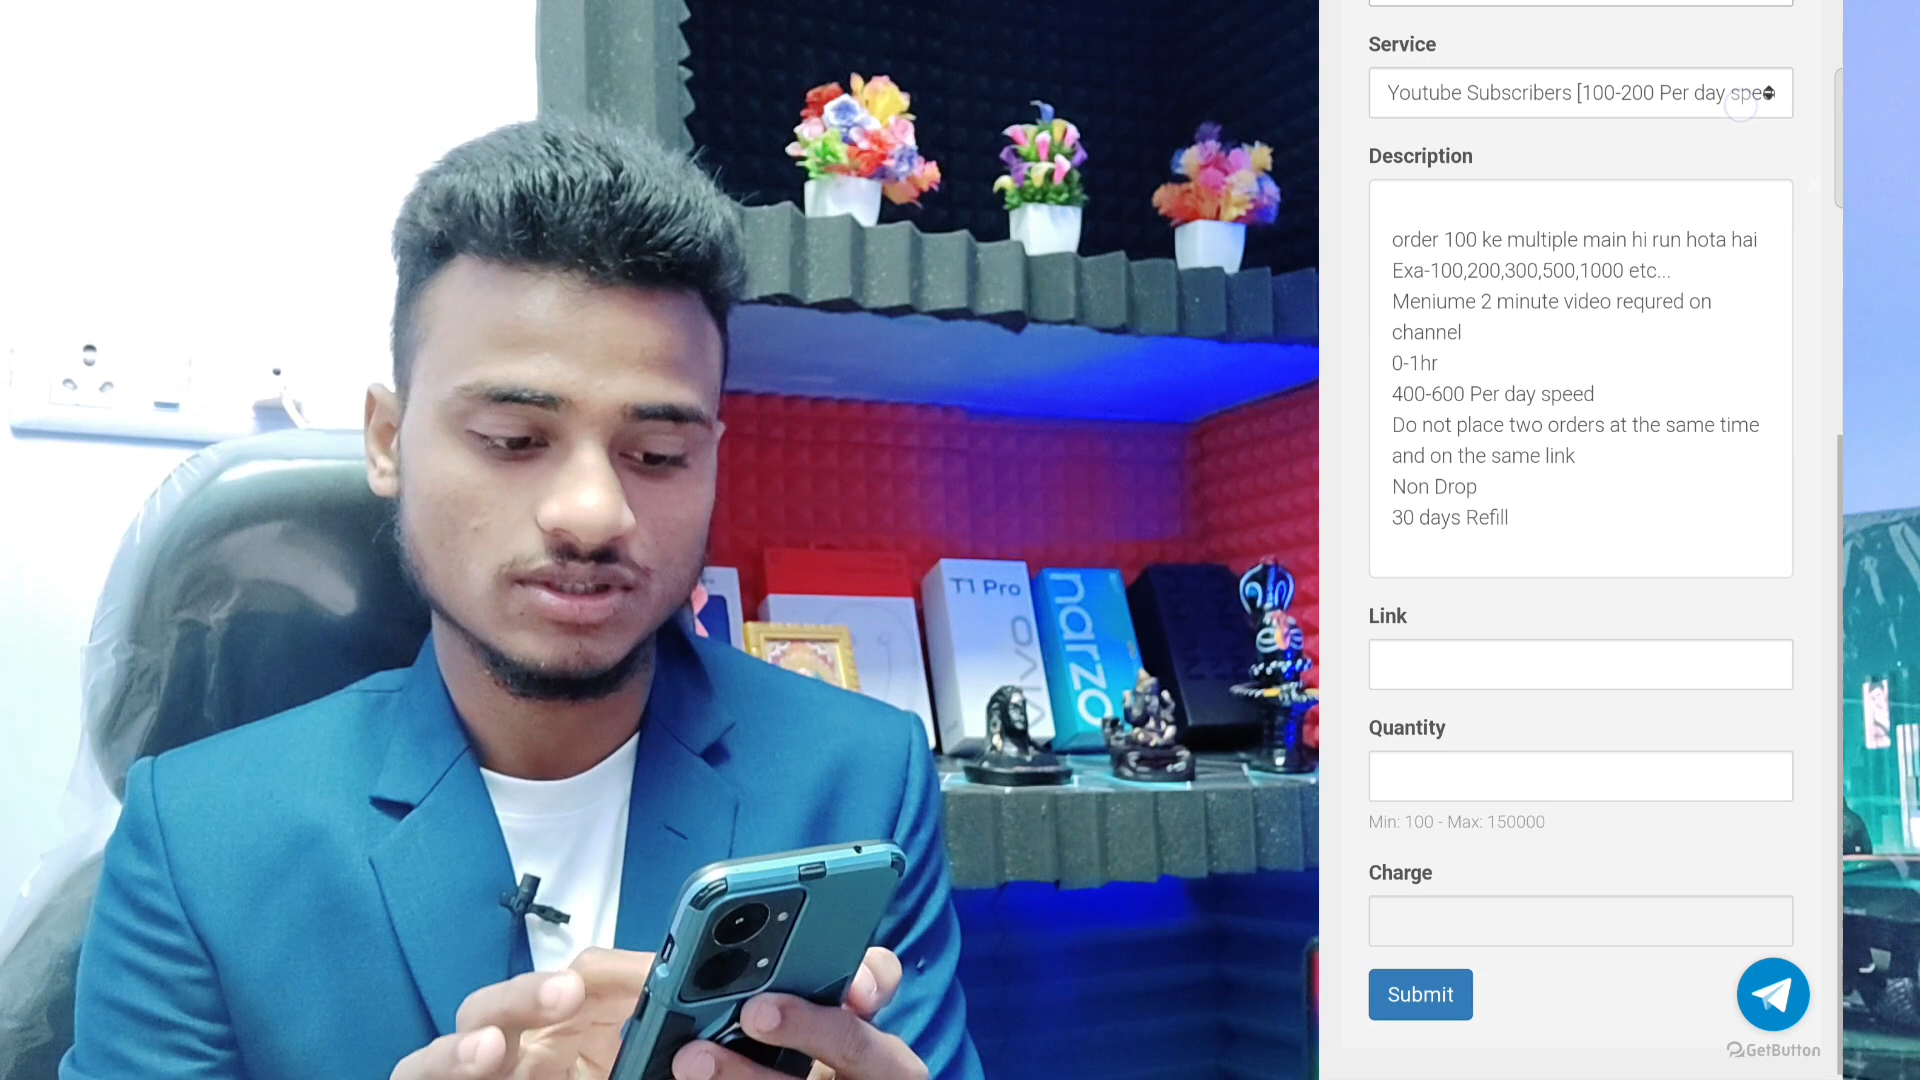 Service
Youtube Subscribers [100-200 Per day spee
Description
order 100 ke multiple main hi run hota hai
Exa-100,200,300,500,1000 etc...
Meniume 2 minute video requred on
channel
0-1hr
400-600 Per day speed
Do not place two orders at the same time
and on the same link
Non Drop
30 days Refill
Link
Quantity
Min: 100 - Max: 150000
Charge
Submit
GetButton
T1 Pro
vivo
narzo